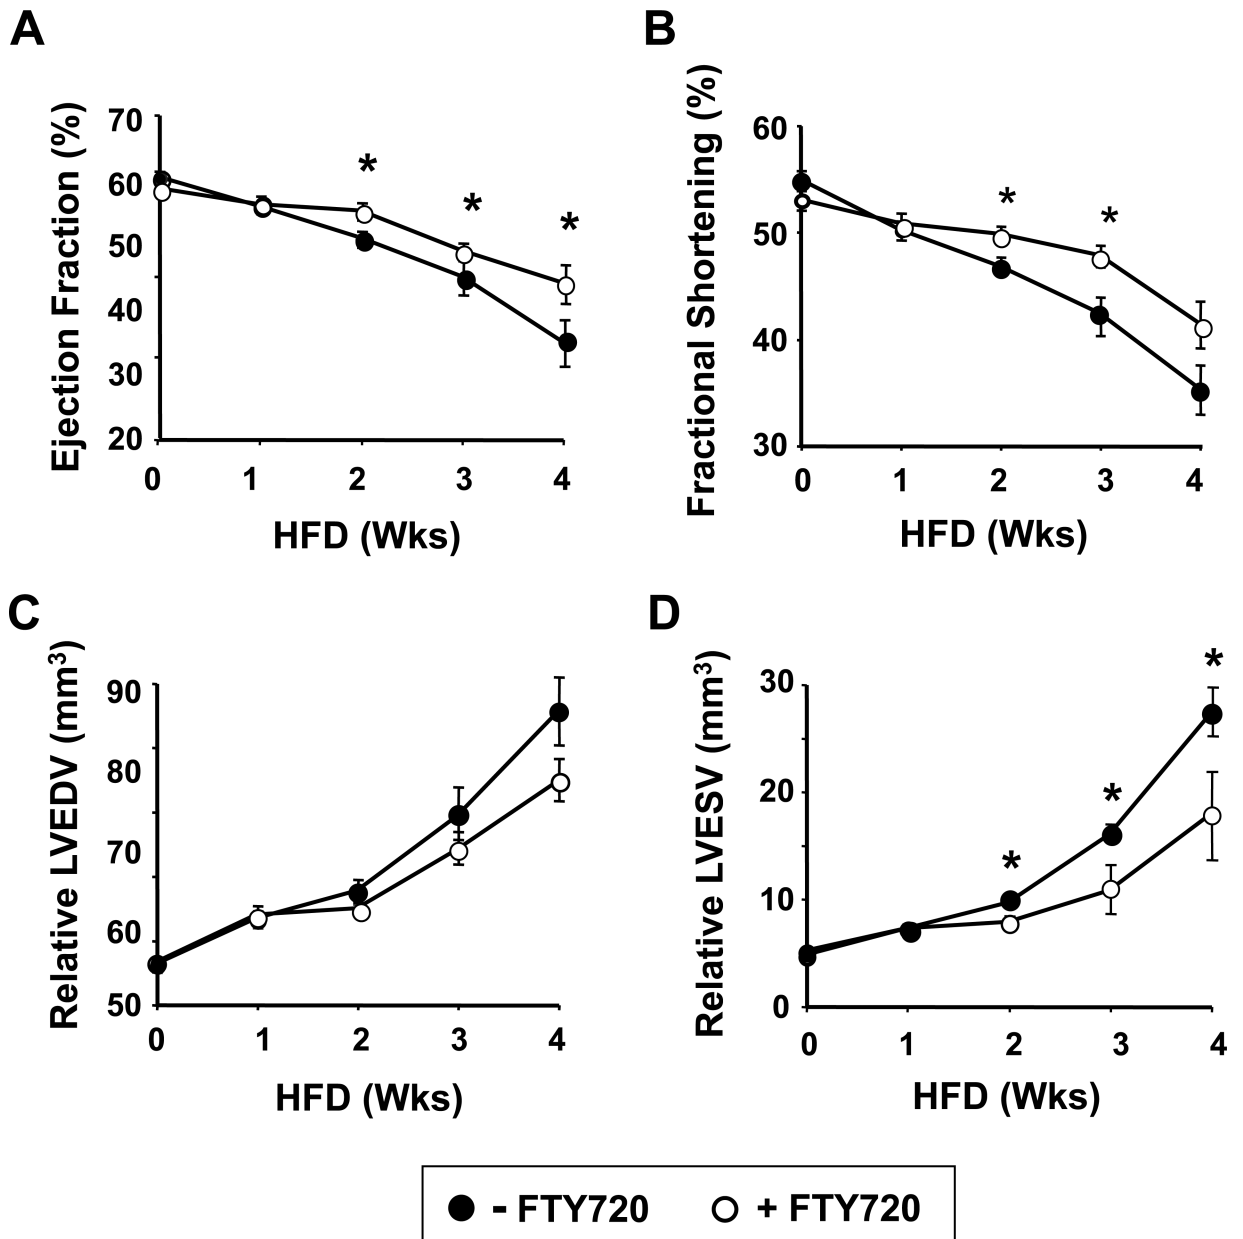 A
Ejection Fraction (%)
70
60
50
40
30
20
*
*
*
0 1 2 3 4
HFD (Wks)
B
Fractional Shortening (%)
60
50
40
30
*
*
0 1 2 3 4
HFD (Wks)
C
Relative LVEDV (mm³)
90
80
70
60
50
0 1 2 3 4
HFD (Wks)
D
Relative LVESV (mm³)
30
20
10
0
*
*
*
0 1 2 3 4
HFD (Wks)
- FTY720 + FTY720